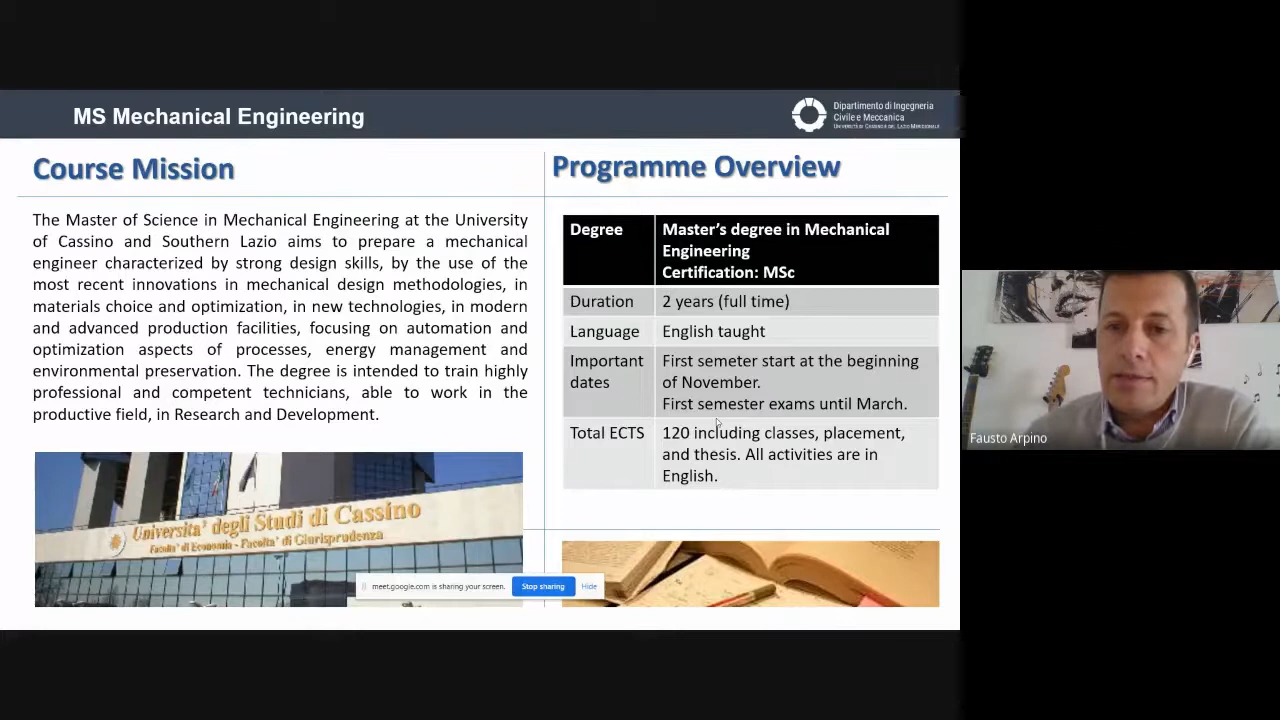 MS Mechanical Engineering
Dipartimento di Ingegneria
Civile e Meccanica
Università di Cassino e del Lazio Meridionale
Course Mission
The Master of Science in Mechanical Engineering at the University
of Cassino and Southern Lazio aims to prepare a mechanical
engineer characterized by strong design skills, by the use of the
most recent innovations in mechanical design methodologies, in
materials choice and optimization, in new technologies, in modern
and advanced production facilities, focusing on automation and
optimization aspects of processes, energy management and
environmental preservation. The degree is intended to train highly
professional and competent technicians, able to work in the
productive field, in Research and Development.
Universita' degli Studi di Cassino
Facolta' di Economia - Facolta' di Giurisprudenza
Programme Overview
Degree Master's degree in Mechanical
Engineering
Certification: MSc
Duration 2 years (full time)
Language English taught
Important First semeter start at the beginning
dates of November.
First semester exams until March.
Total ECTS 120 including classes, placement,
and thesis. All activities are in
English.
meet.google.com is sharing your screen. Stop sharing Hide
Fausto Arpino